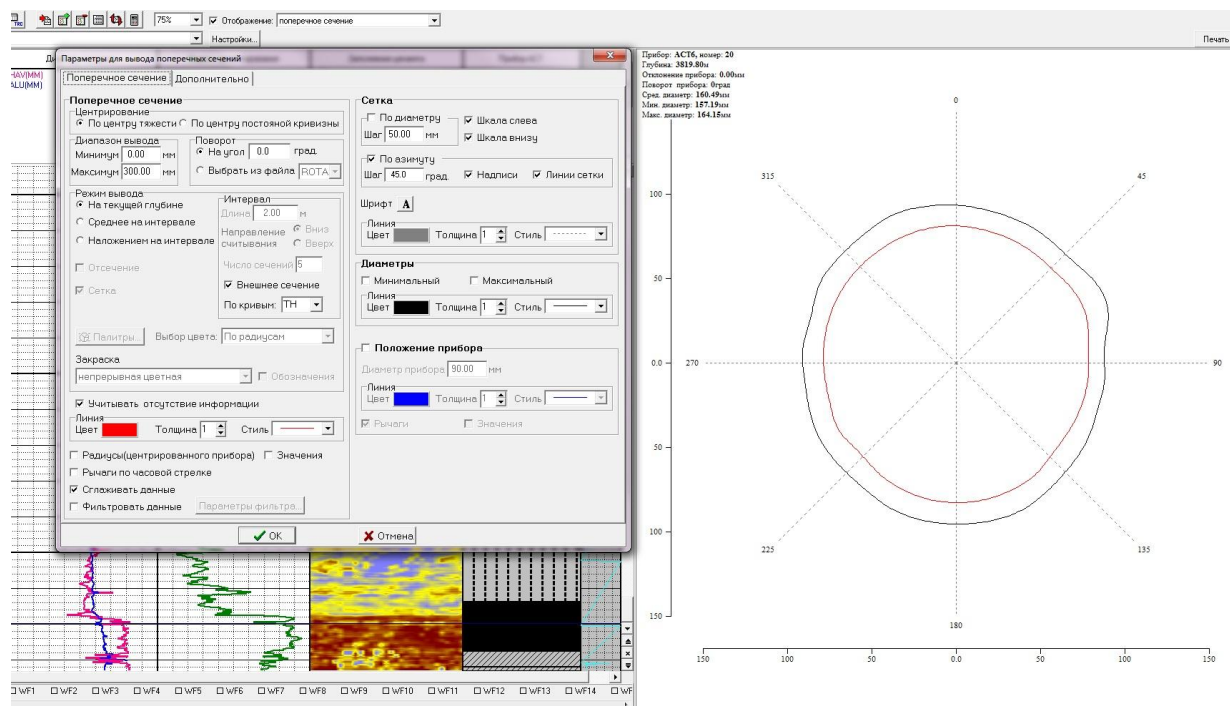 75%
Отображение: поперечное сечение
Настройки...
Печать
HAV(MM)
ALU(MM)
Параметры для вывода поперечных сечений
Поперечное сечение
Дополнительно
Поперечное сечение
Центрирование
По центру тяжести
По центру постояной кривизны
Диапазон вывода
Минимум 0.00 мм
Максимум 300.00 мм
Поворот
На угол 0.0 град.
Выбрать из файла ROTA
Режим вывода
На текущей глубине
Среднее на интервале
Наложением на интервале
Отсечение
Сетка
Интервал
Длина 2.00 м
Направление считывания
Вниз
Вверх
Число сечений 5
Внешнее сечение
По кривым: TH
Палитры...
Выбор цвета: По радиусам
Закраска
непрерывная цветная
Обозначения
Учитывать отсутствие информации
Линия
Цвет Толщина 1 Стиль
Радиусы(центрированного прибора)
Значения
Рычаги по часовой стрелке
Сглаживать данные
Фильтровать данные
Параметры фильтра...
Сетка
По диаметру
Шаг 50.00 мм
Шкала слева
Шкала внизу
По азимуту
Шаг 45.0 град.
Надписи
Линии сетки
Шрифт A
Линия
Цвет Толщина 1 Стиль
Диаметры
Минимальный
Максимальный
Линия
Цвет Толщина 1 Стиль
Положение прибора
Диаметр прибора 90.00 мм
Линия
Цвет Толщина 1 Стиль
Рычаги
Значения
OK
Отмена
WF1 WF2 WF3 WF4 WF5 WF6 WF7 WF8 WF9 WF10 WF11 WF12 WF13 WF14 WF
Прибор: АСТ6, номер: 20
Глубина: 3819.80м
Отклонение прибора: 0.00мм
Поворот прибора: 0град
Сред. диаметр: 160.49мм
Мин. диаметр: 157.19мм
Макс. диаметр: 164.15мм
0
315
45
100
50
0.0
270
90
50
100
225
135
150
180
150 100 50 0.0 50 100 150